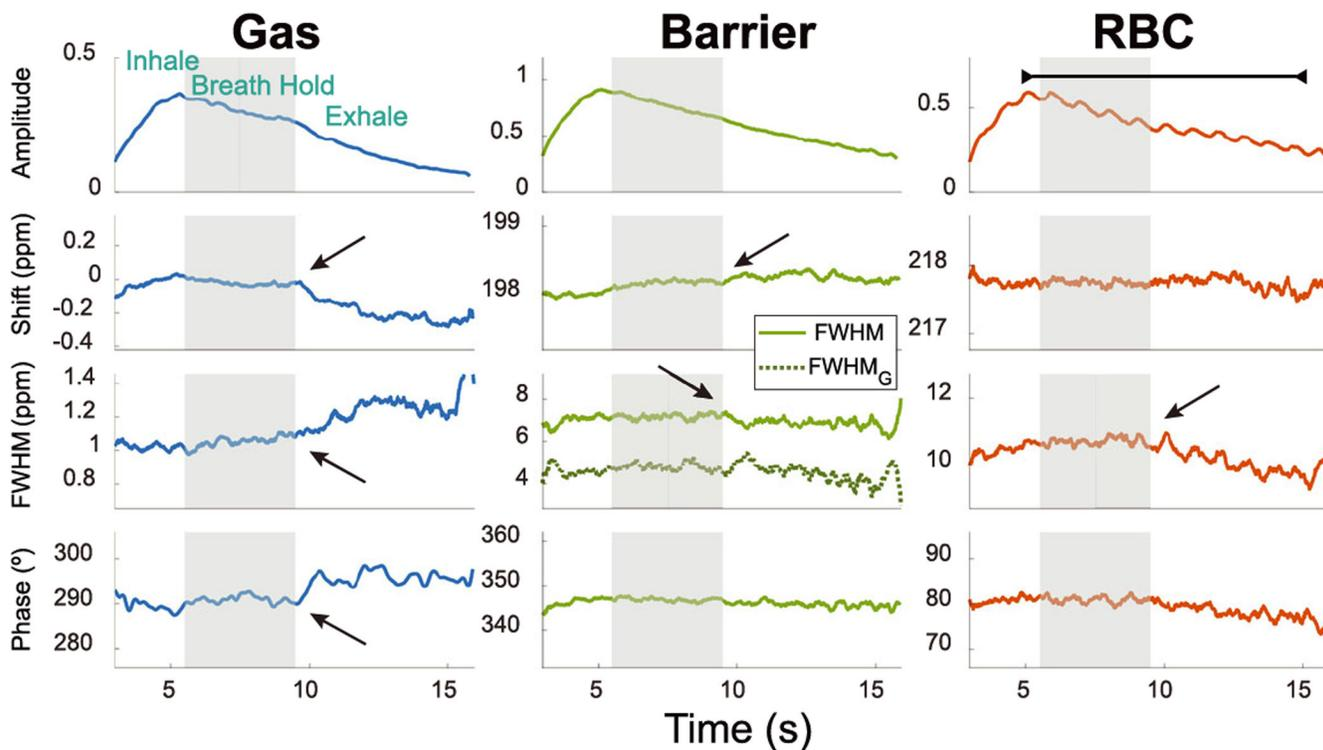 Gas Barrier RBC
Amplitude
0.5
0
Inhale
Breath Hold
Exhale
1
0.5
0
0.5
0
Shift (ppm)
0.2
0
-0.2
-0.4
199
198
218
217
FWHM (ppm)
1.4
1.2
1
0.8
FWHM
FWHMG
8
6
4
12
10
Phase (º)
300
290
280
360
350
340
90
80
70
5 10 15 5 10 15 5 10 15
Time (s)